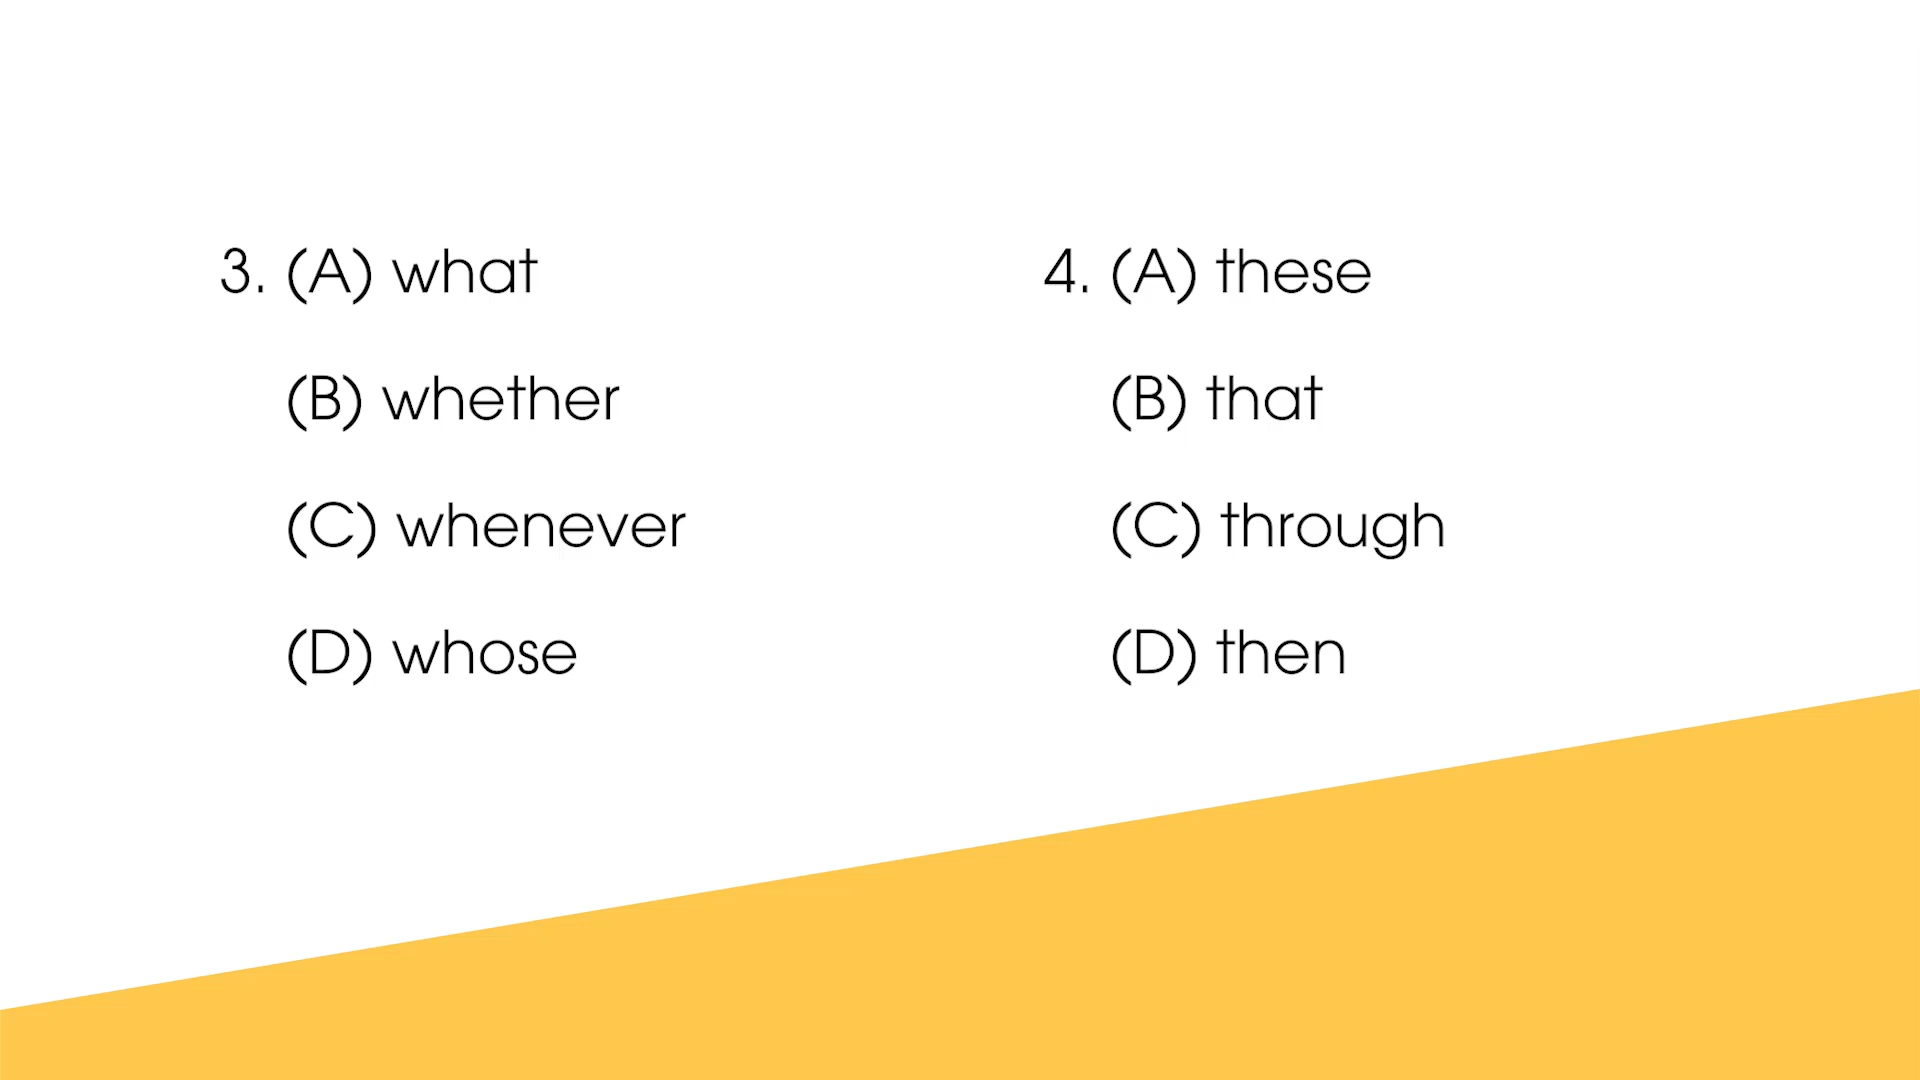 3. (A) what
(B) whether
(C) whenever
(D) whose
4. (A) these
(B) that
(C) through
(D) then